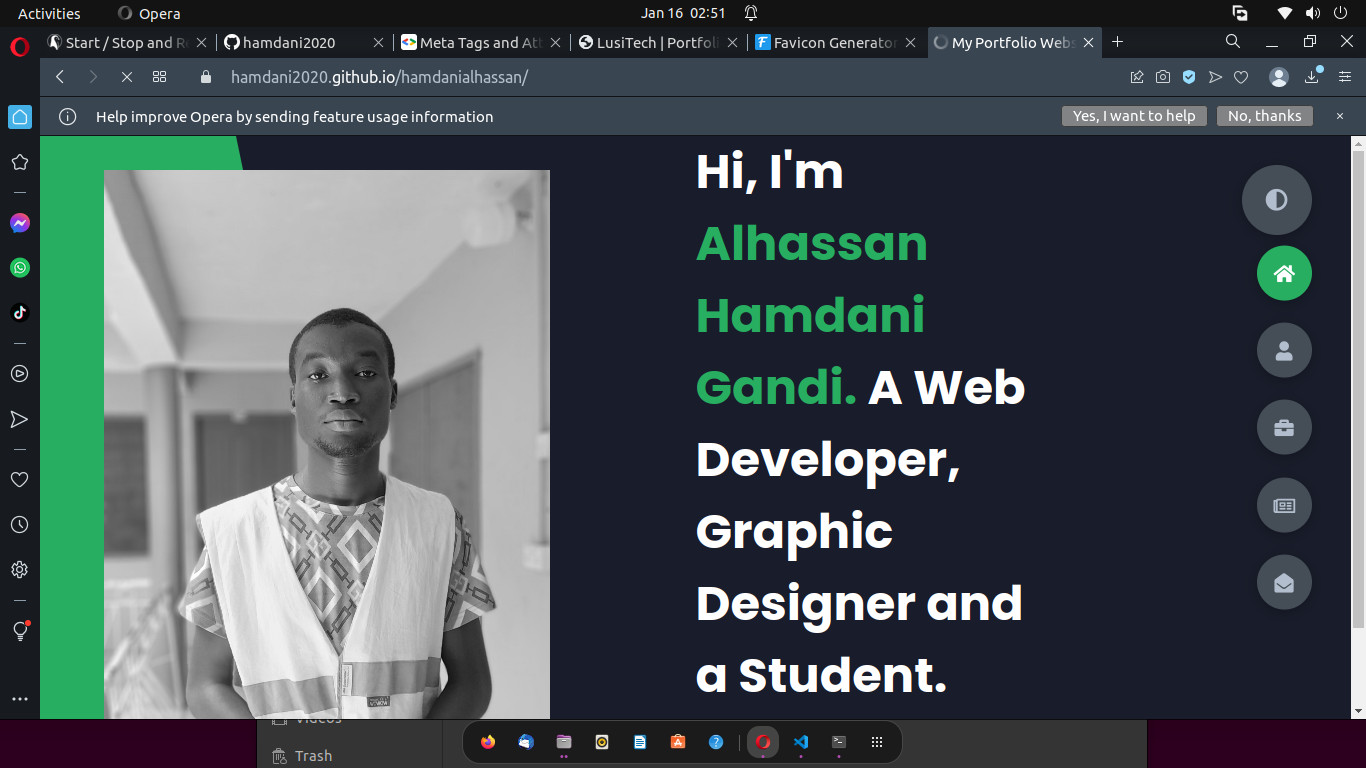 Activities
Opera
Jan 16 02:51
Start / Stop and Re
hamdani2020
Meta Tags and Att
LusiTech | Portfoli
Favicon Generator
My Portfolio Webs
hamdani2020.github.io/hamdanialhassan/
Help improve Opera by sending feature usage information
Yes, I want to help
No, thanks
Hi, I'm
Alhassan
Hamdani
Gandi. A Web
Developer,
Graphic
Designer and
a Student.
Videos
Trash